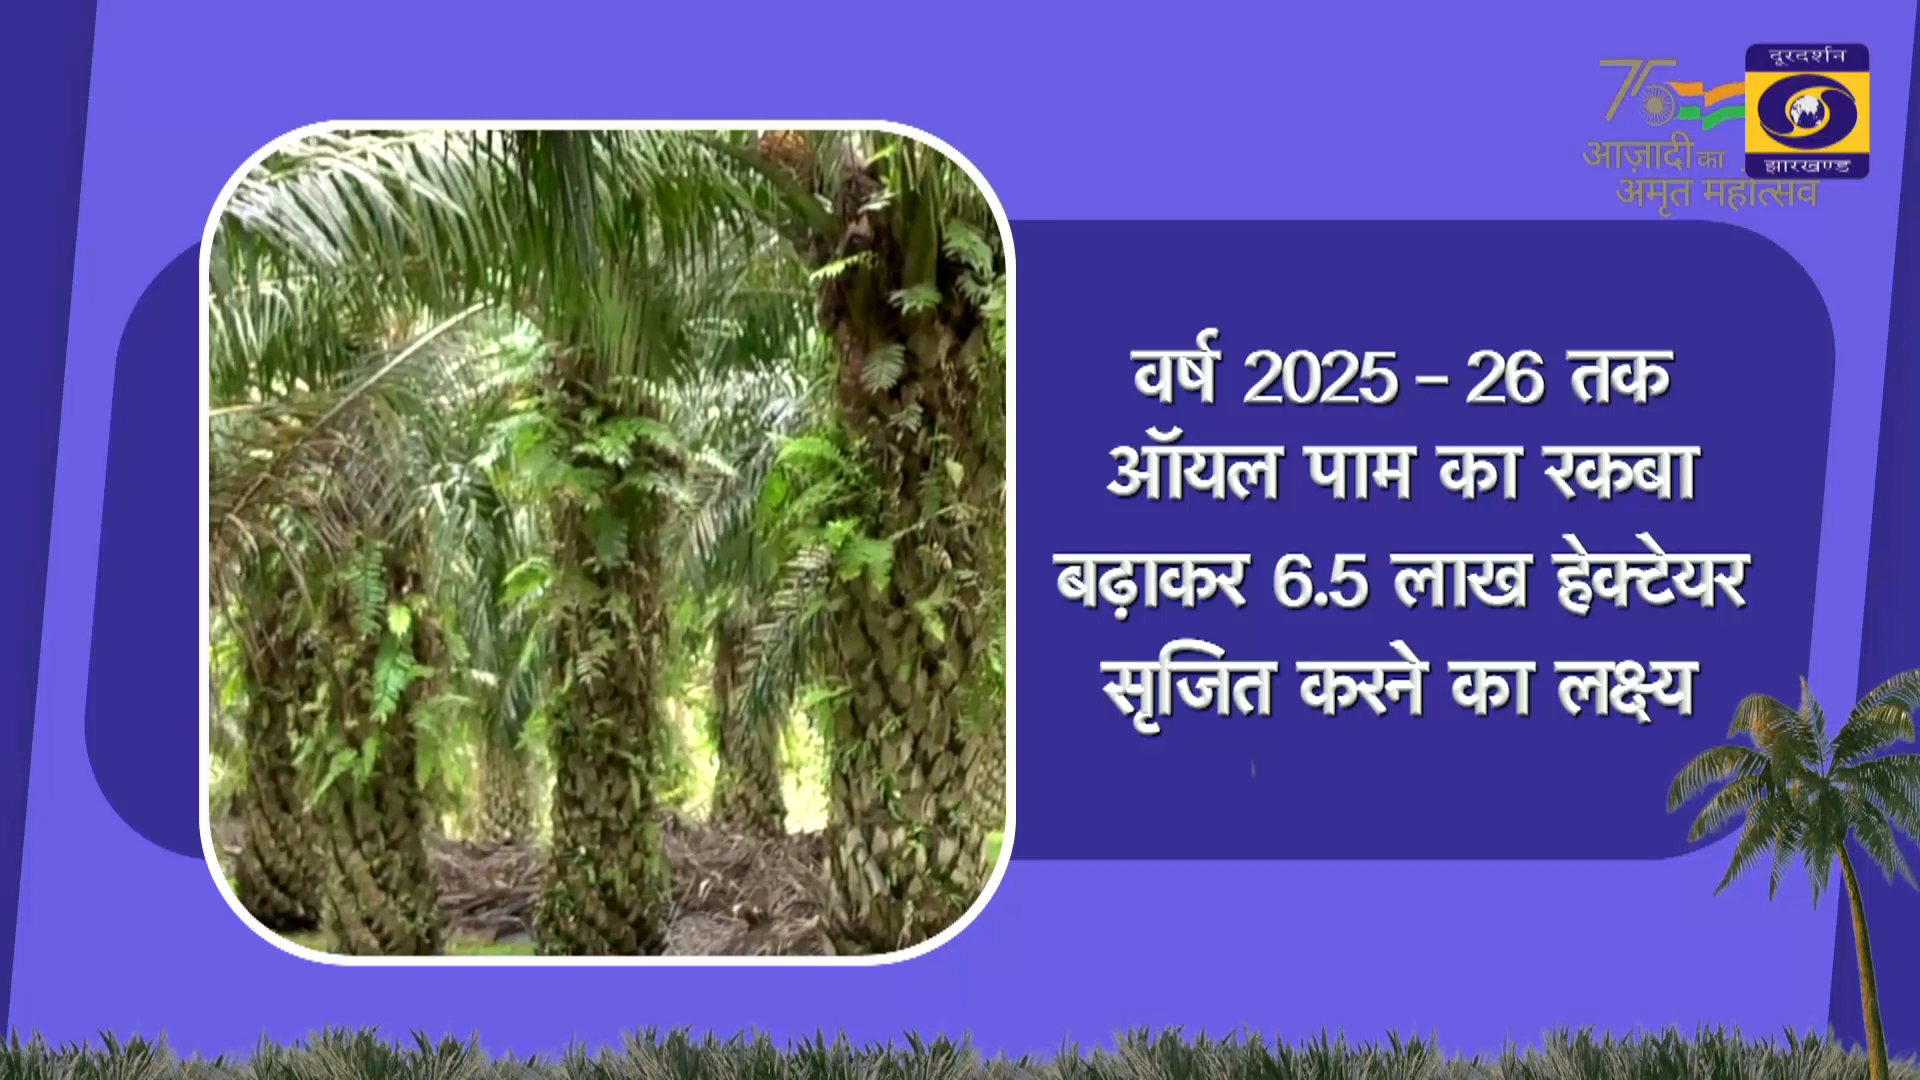 दूरदर्शन
75
आज़ादी का
झारखण्ड
अमृत महोत्सव
वर्ष 2025 - 26 तक
ऑयल पाम का रकबा
बढ़ाकर 6.5 लाख हेक्टेयर
सृजित करने का लक्ष्य